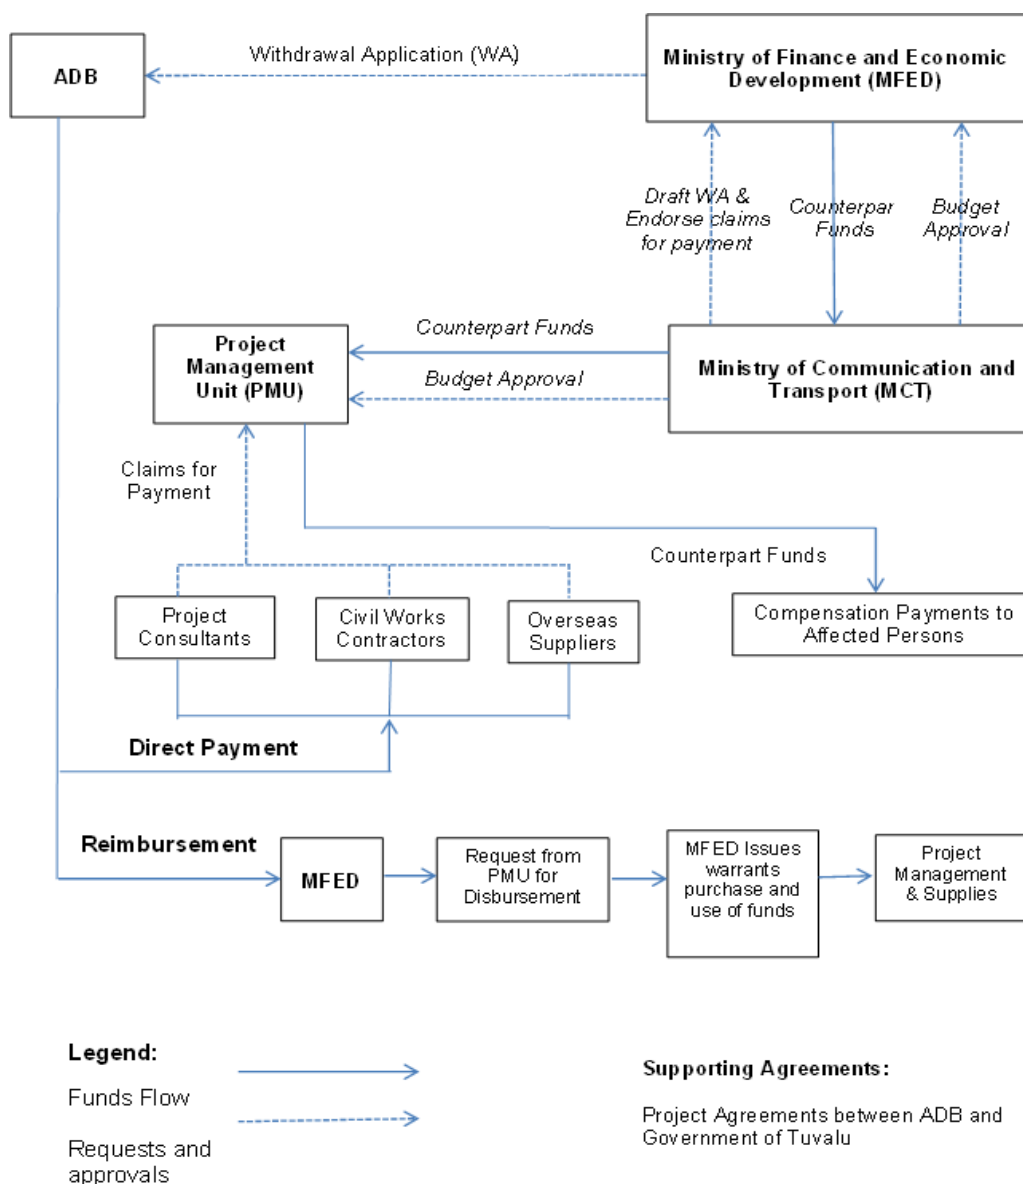 ADB
Withdrawal Application (WA)
Ministry of Finance and Economic
Development (MFED)
Draft WA &
Endorse claims
for payment
Counterpar
Funds
Budget
Approval
Project
Management
Unit (PMU)
Counterpart Funds
Budget Approval
Ministry of Communication and
Transport (MCT)
Claims for
Payment
Counterpart Funds
Project
Consultants
Civil Works
Contractors
Overseas
Suppliers
Compensation Payments to
Affected Persons
Direct Payment
Reimbursement
MFED
Request from
PMU for
Disbursement
MFED Issues
warrants
purchase and
use of funds
Project
Management
& Supplies
Legend:
Funds Flow
Requests and
approvals
Supporting Agreements:
Project Agreements between ADB and
Government of Tuvalu